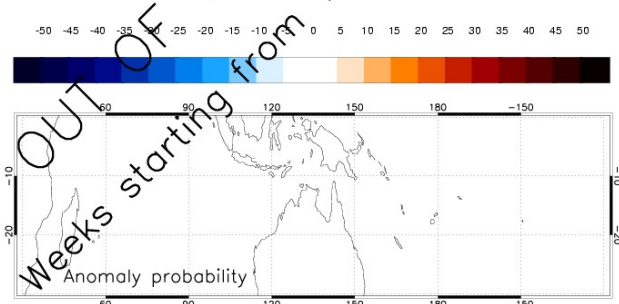 -50 -45 -40 -35 -30 -25 -20 -15 -10 -5 0 5 10 15 20 25 30 35 40 45 50
OUT OF
Weeks starting from
60 90 120 150 180 -150
-10 -10
-20 -20
Anomaly probability
60 90 120 150 180 -150